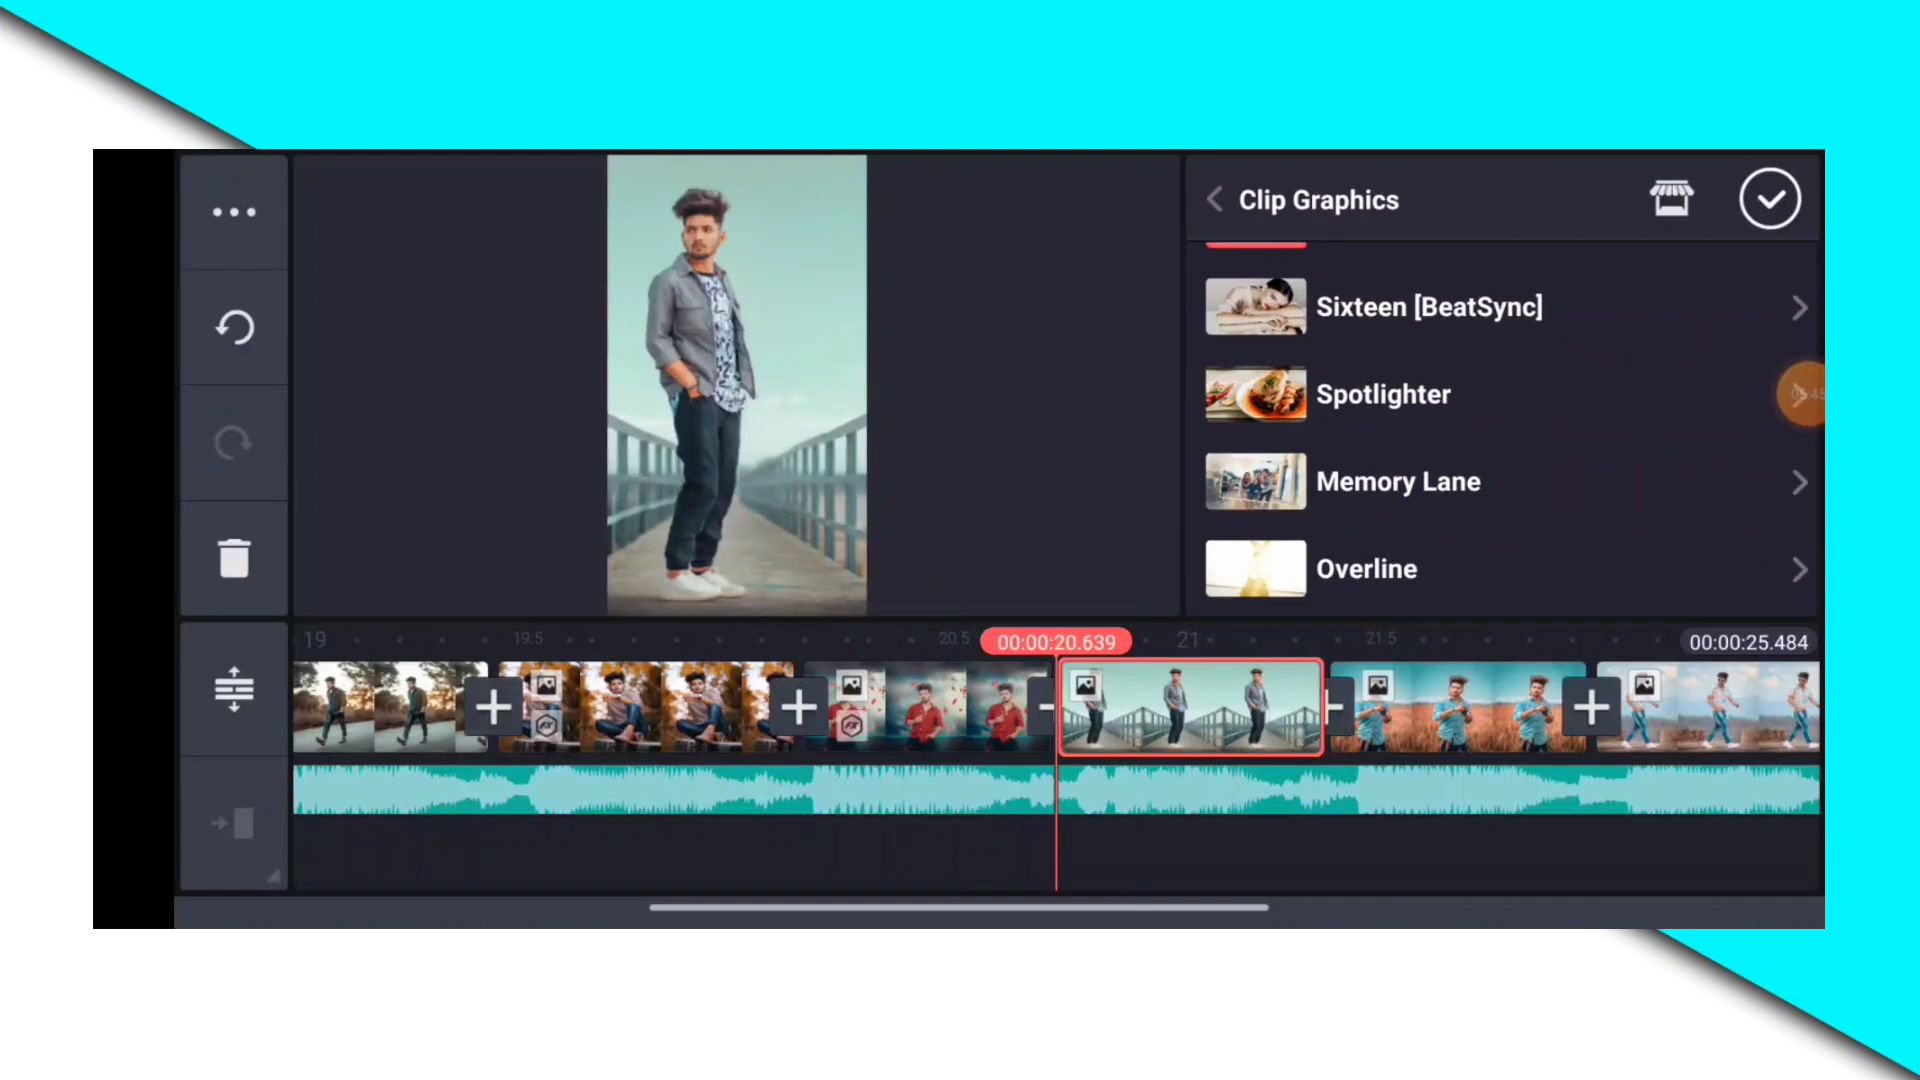 Clip Graphics
Sixteen [BeatSync]
Spotlighter
Memory Lane
Overline
19
19.5
20.5
00:00:20.639
21
21.5
00:00:25.484